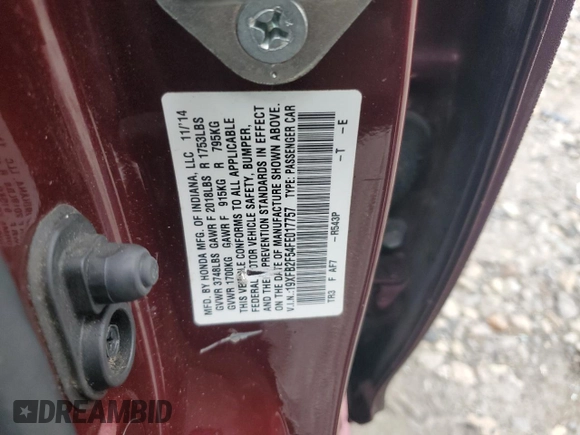 MFD. BY HONDA MFG. OF INDIANA, LLC 11/'14
GVWR 3748LBS GAWR F 2018LBS R 1753LBS
GVWR 1700KG GAWR F 915KG R 795KG
THIS VEHICLE CONFORMS TO ALL APPLICABLE
FEDERAL MOTOR VEHICLE SAFETY, BUMPER,
AND PREVENTION STANDARDS IN EFFECT
ON THE DATE OF MANUFACTURE SHOWN ABOVE.
V.I.N.:19XFB2F54FE017757 TYPE: PASSENGER CAR
TR3 F AF7 -R543P -T -E
DREAMBID